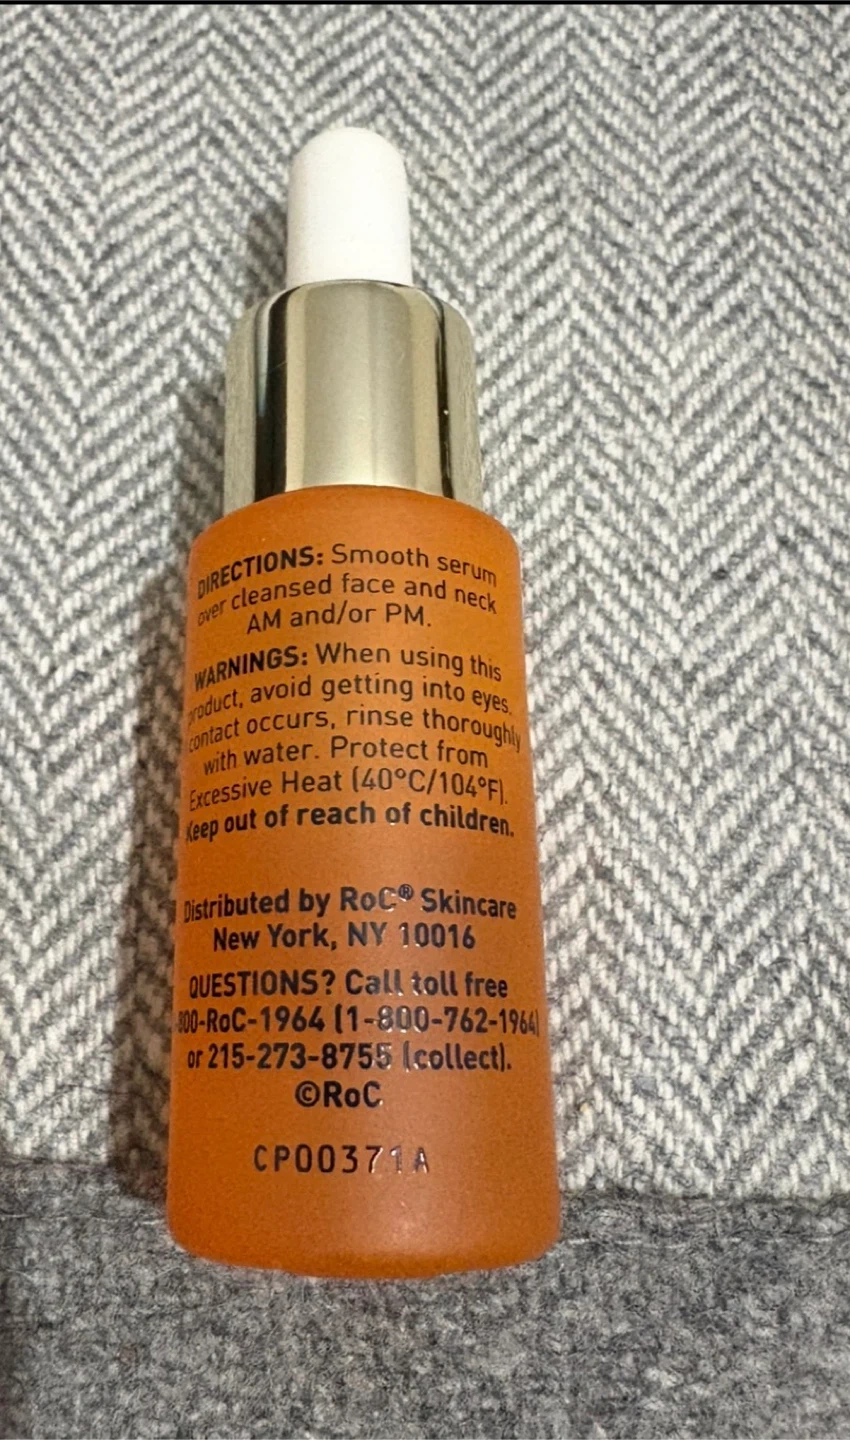 DIRECTIONS: Smooth serum
over cleansed face and neck
AM and/or PM.
WARNINGS: When using this
product, avoid getting into eyes.
contact occurs, rinse thoroughly
with water. Protect from
Excessive Heat (40°C/104°F).
Keep out of reach of children.
Distributed by RoC® Skincare
New York, NY 10016
QUESTIONS? Call toll free
800-RoC-1964 (1-800-762-1964)
or 215-273-8755 (collect).
©RoC
CP00371A